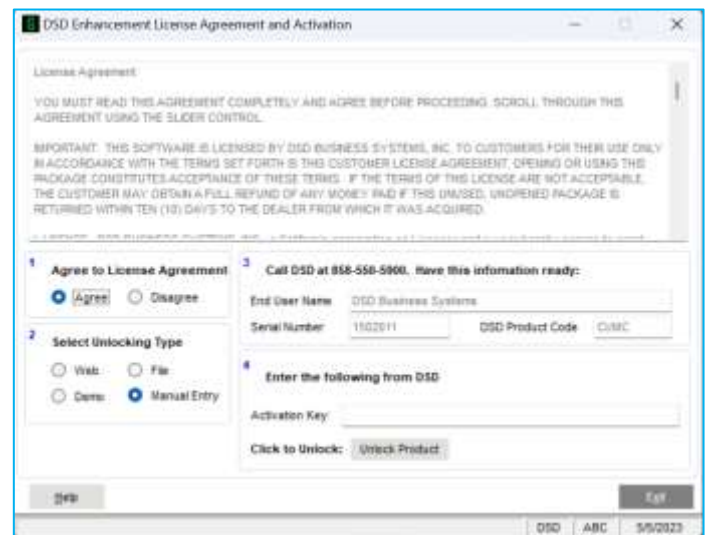 DSD Enhancement License Agreement and Activation
License Agreement
YOU MUST READ THIS AGREEMENT COMPLETELY AND AGREE BEFORE PROCEEDING. SCROLL THROUGH THIS
AGREEMENT USING THE SLIDER CONTROL.
IMPORTANT: THIS SOFTWARE IS LICENSED BY DSD BUSINESS SYSTEMS, INC. TO CUSTOMERS FOR THEIR USE ONLY
IN ACCORDANCE WITH THE TERMS SET FORTH IS THIS CUSTOMER LICENSE AGREEMENT, OPENING OR USING THIS
PACKAGE CONSTITUTES ACCEPTANCE OF THESE TERMS. IF THE TERMS OF THIS LICENSE ARE NOT ACCEPTABLE,
THE CUSTOMER MAY OBTAIN A FULL REFUND OF ANY MONEY PAID IF THIS UNUSED, UNOPENED PACKAGE IS
RETURNED WITHIN TEN (10) DAYS TO THE DEALER FROM WHICH IT WAS ACQUIRED.
1 Agree to License Agreement
Agree Disagree
2 Select Unlocking Type
Web File
Demo Manual Entry
3 Call DSD at 858-550-5900. Have this infomation ready:
End User Name DSD Business Systems
Serial Number 1502011 DSD Product Code CIMC
4 Enter the following from DSD
Activation Key
Click to Unlock: Unlock Product
Help Exit
DSD ABC 5/5/2023